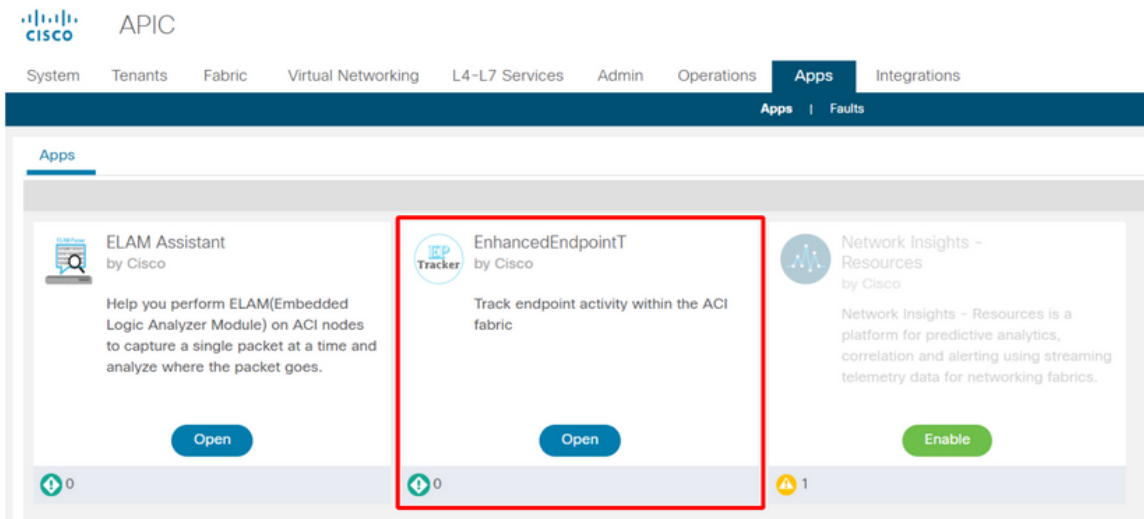 CISCO
APIC
System Tenants Fabric Virtual Networking L4-L7 Services Admin Operations Apps Integrations
Apps | Faults
Apps
ELAM Assistant
by Cisco
Help you perform ELAM(Embedded
Logic Analyzer Module) on ACI nodes
to capture a single packet at a time and
analyze where the packet goes.
Open
0
EP
Tracker
EnhancedEndpointT
by Cisco
Track endpoint activity within the ACI
fabric
Open
0
Network Insights -
Resources
by Cisco
Network Insights - Resources is a
platform for predictive analytics,
correlation and alerting using streaming
telemetry data for networking fabrics.
Enable
1